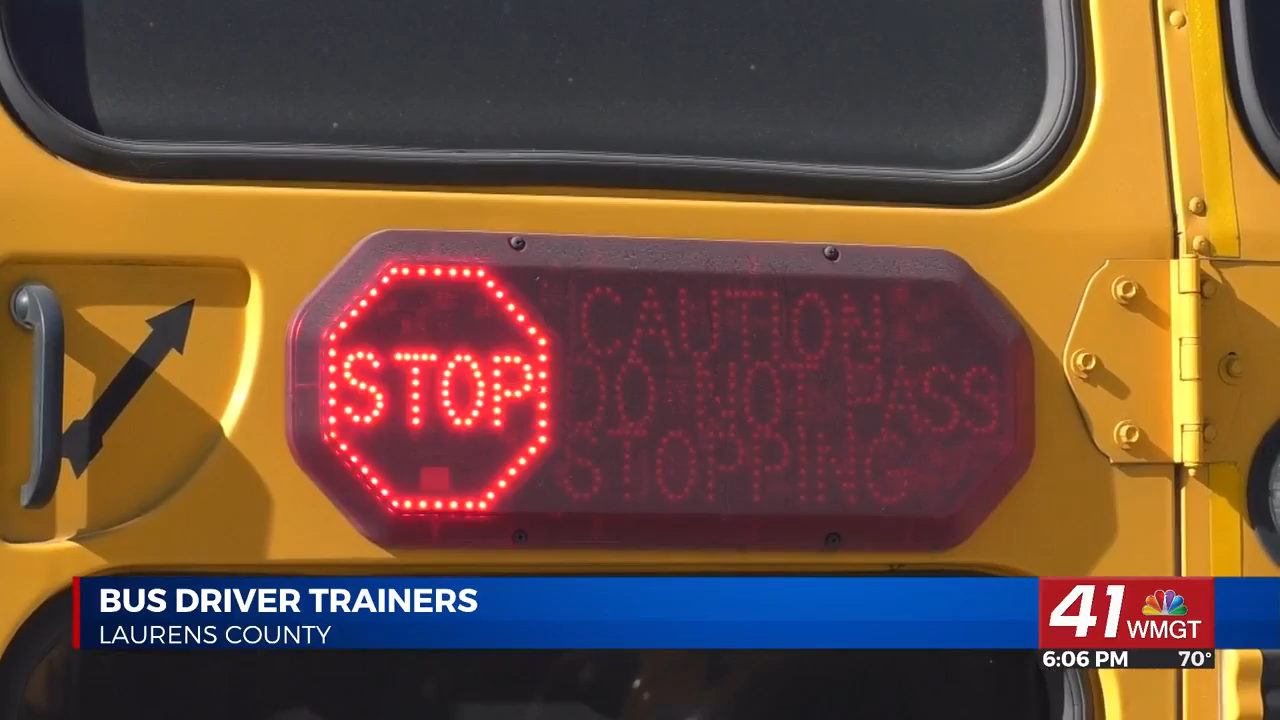 STOP
CAUTION
DO NOT PASS
STOPPING
BUS DRIVER TRAINERS
LAURENS COUNTY
41
WMGT
6:06 PM 70°